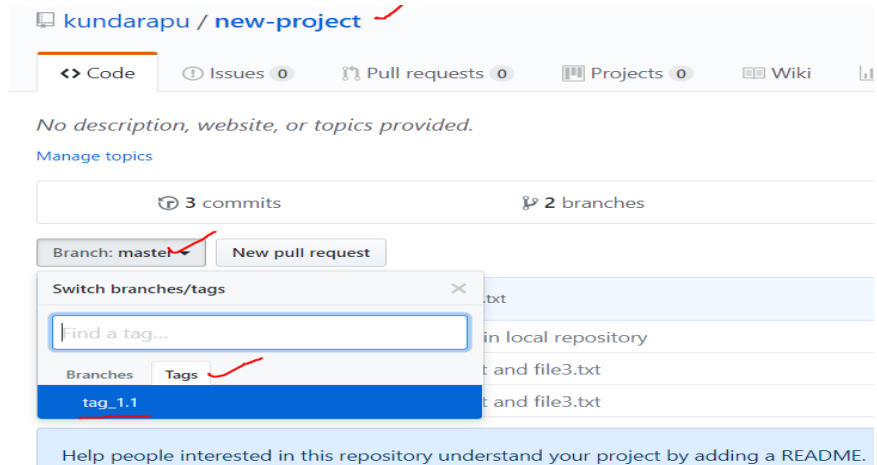 kundarapu / new-project
Code Issues 0 Pull requests 0 Projects 0 Wiki
No description, website, or topics provided.
Manage topics
3 commits 2 branches
Branch: master New pull request
Switch branches/tags
.txt
Find a tag...
in local repository
Branches Tags
t and file3.txt
tag_1.1
t and file3.txt
Help people interested in this repository understand your project by adding a README.